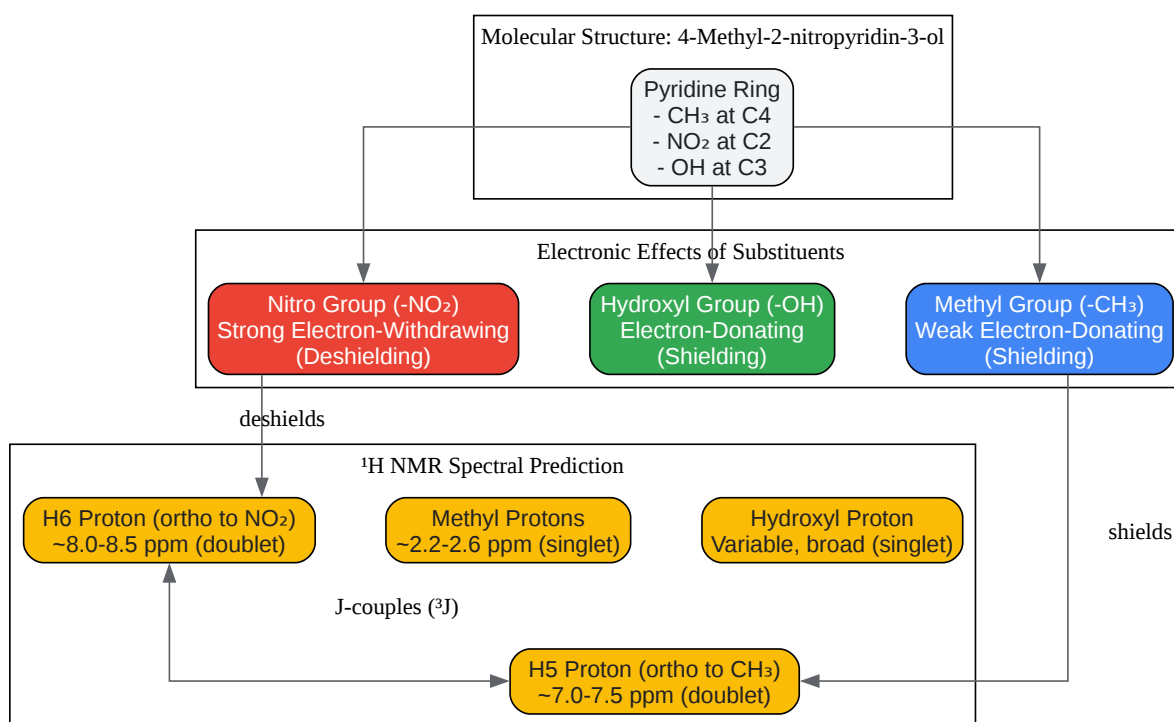 Molecular Structure: 4-Methyl-2-nitropyridin-3-ol
Pyridine Ring
- CH₃ at C4
- NO₂ at C2
- OH at C3
Electronic Effects of Substituents
Nitro Group (-NO₂)
Strong Electron-Withdrawing
(Deshielding)
Hydroxyl Group (-OH)
Electron-Donating
(Shielding)
Methyl Group (-CH₃)
Weak Electron-Donating
(Shielding)
deshields
¹H NMR Spectral Prediction
H6 Proton (ortho to NO₂)
~8.0-8.5 ppm (doublet)
Methyl Protons
~2.2-2.6 ppm (singlet)
Hydroxyl Proton
Variable, broad (singlet)
shields
J-couples (³J)
H5 Proton (ortho to CH₃)
~7.0-7.5 ppm (doublet)